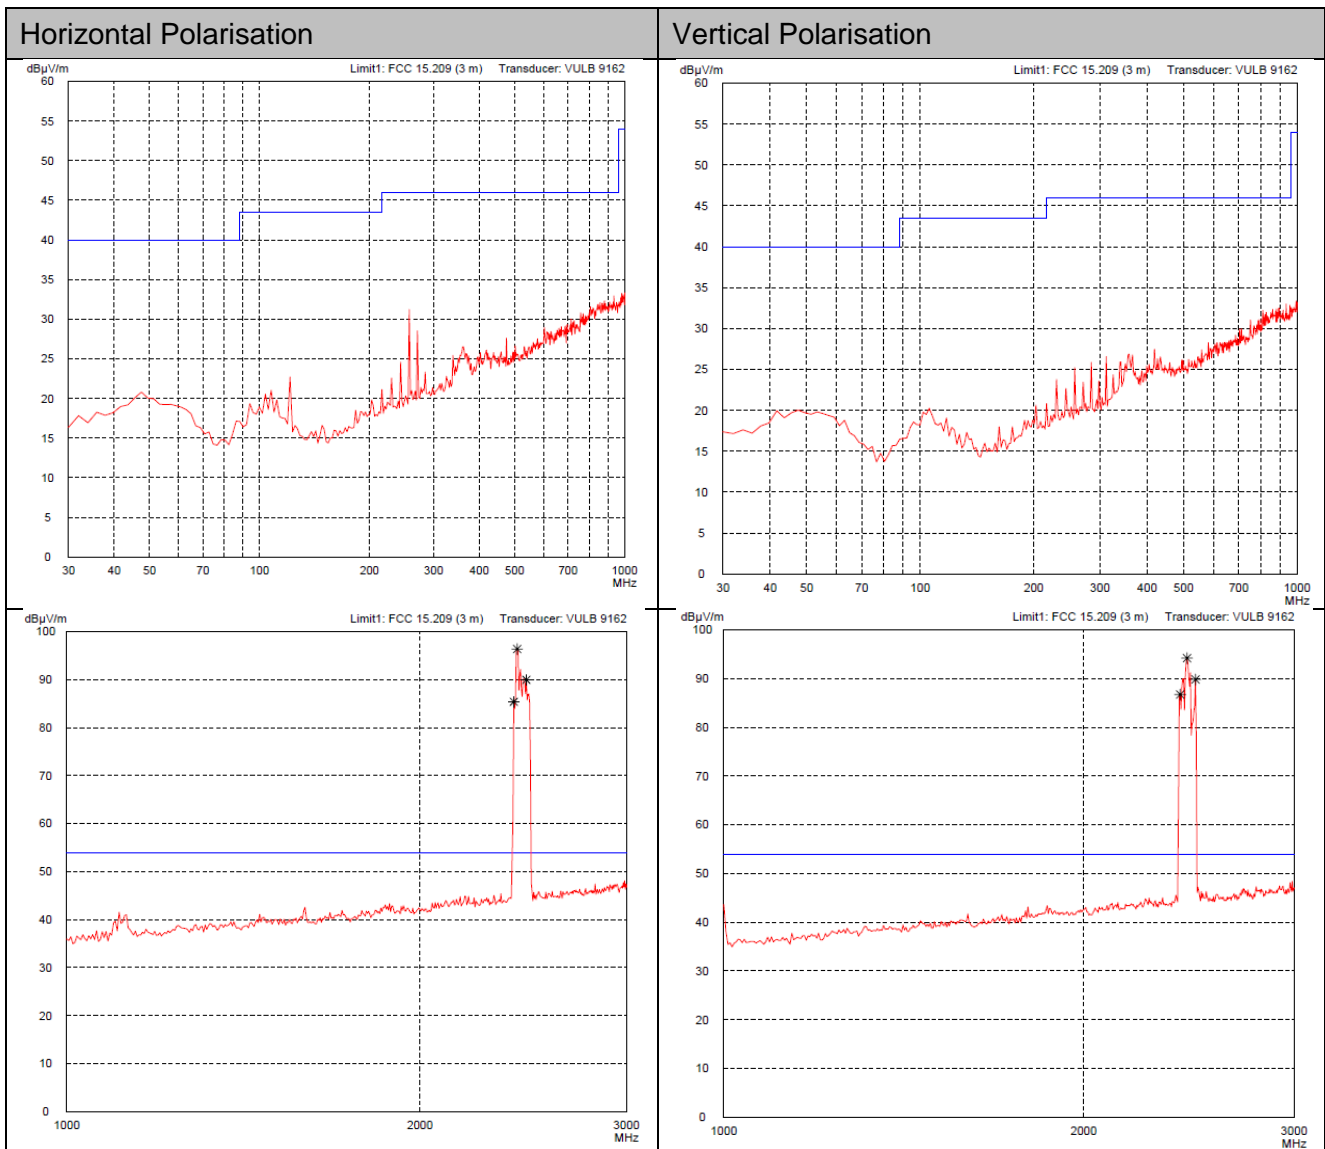 Horizontal Polarisation
Vertical Polarisation
dBµV/m
Limit1: FCC 15.209 (3 m) Transducer: VULB 9162
60
55
50
45
40
35
30
25
20
15
10
5
0
30 40 50 70 100 200 300 400 500 700 1000
MHz
dBµV/m
Limit1: FCC 15.209 (3 m) Transducer: VULB 9162
60
55
50
45
40
35
30
25
20
15
10
5
0
30 40 50 70 100 200 300 400 500 700 1000
MHz
dBµV/m
Limit1: FCC 15.209 (3 m) Transducer: VULB 9162
100
90
80
70
60
50
40
30
20
10
0
1000 2000 3000
MHz
dBµV/m
Limit1: FCC 15.209 (3 m) Transducer: VULB 9162
100
90
80
70
60
50
40
30
20
10
0
1000 2000 3000
MHz